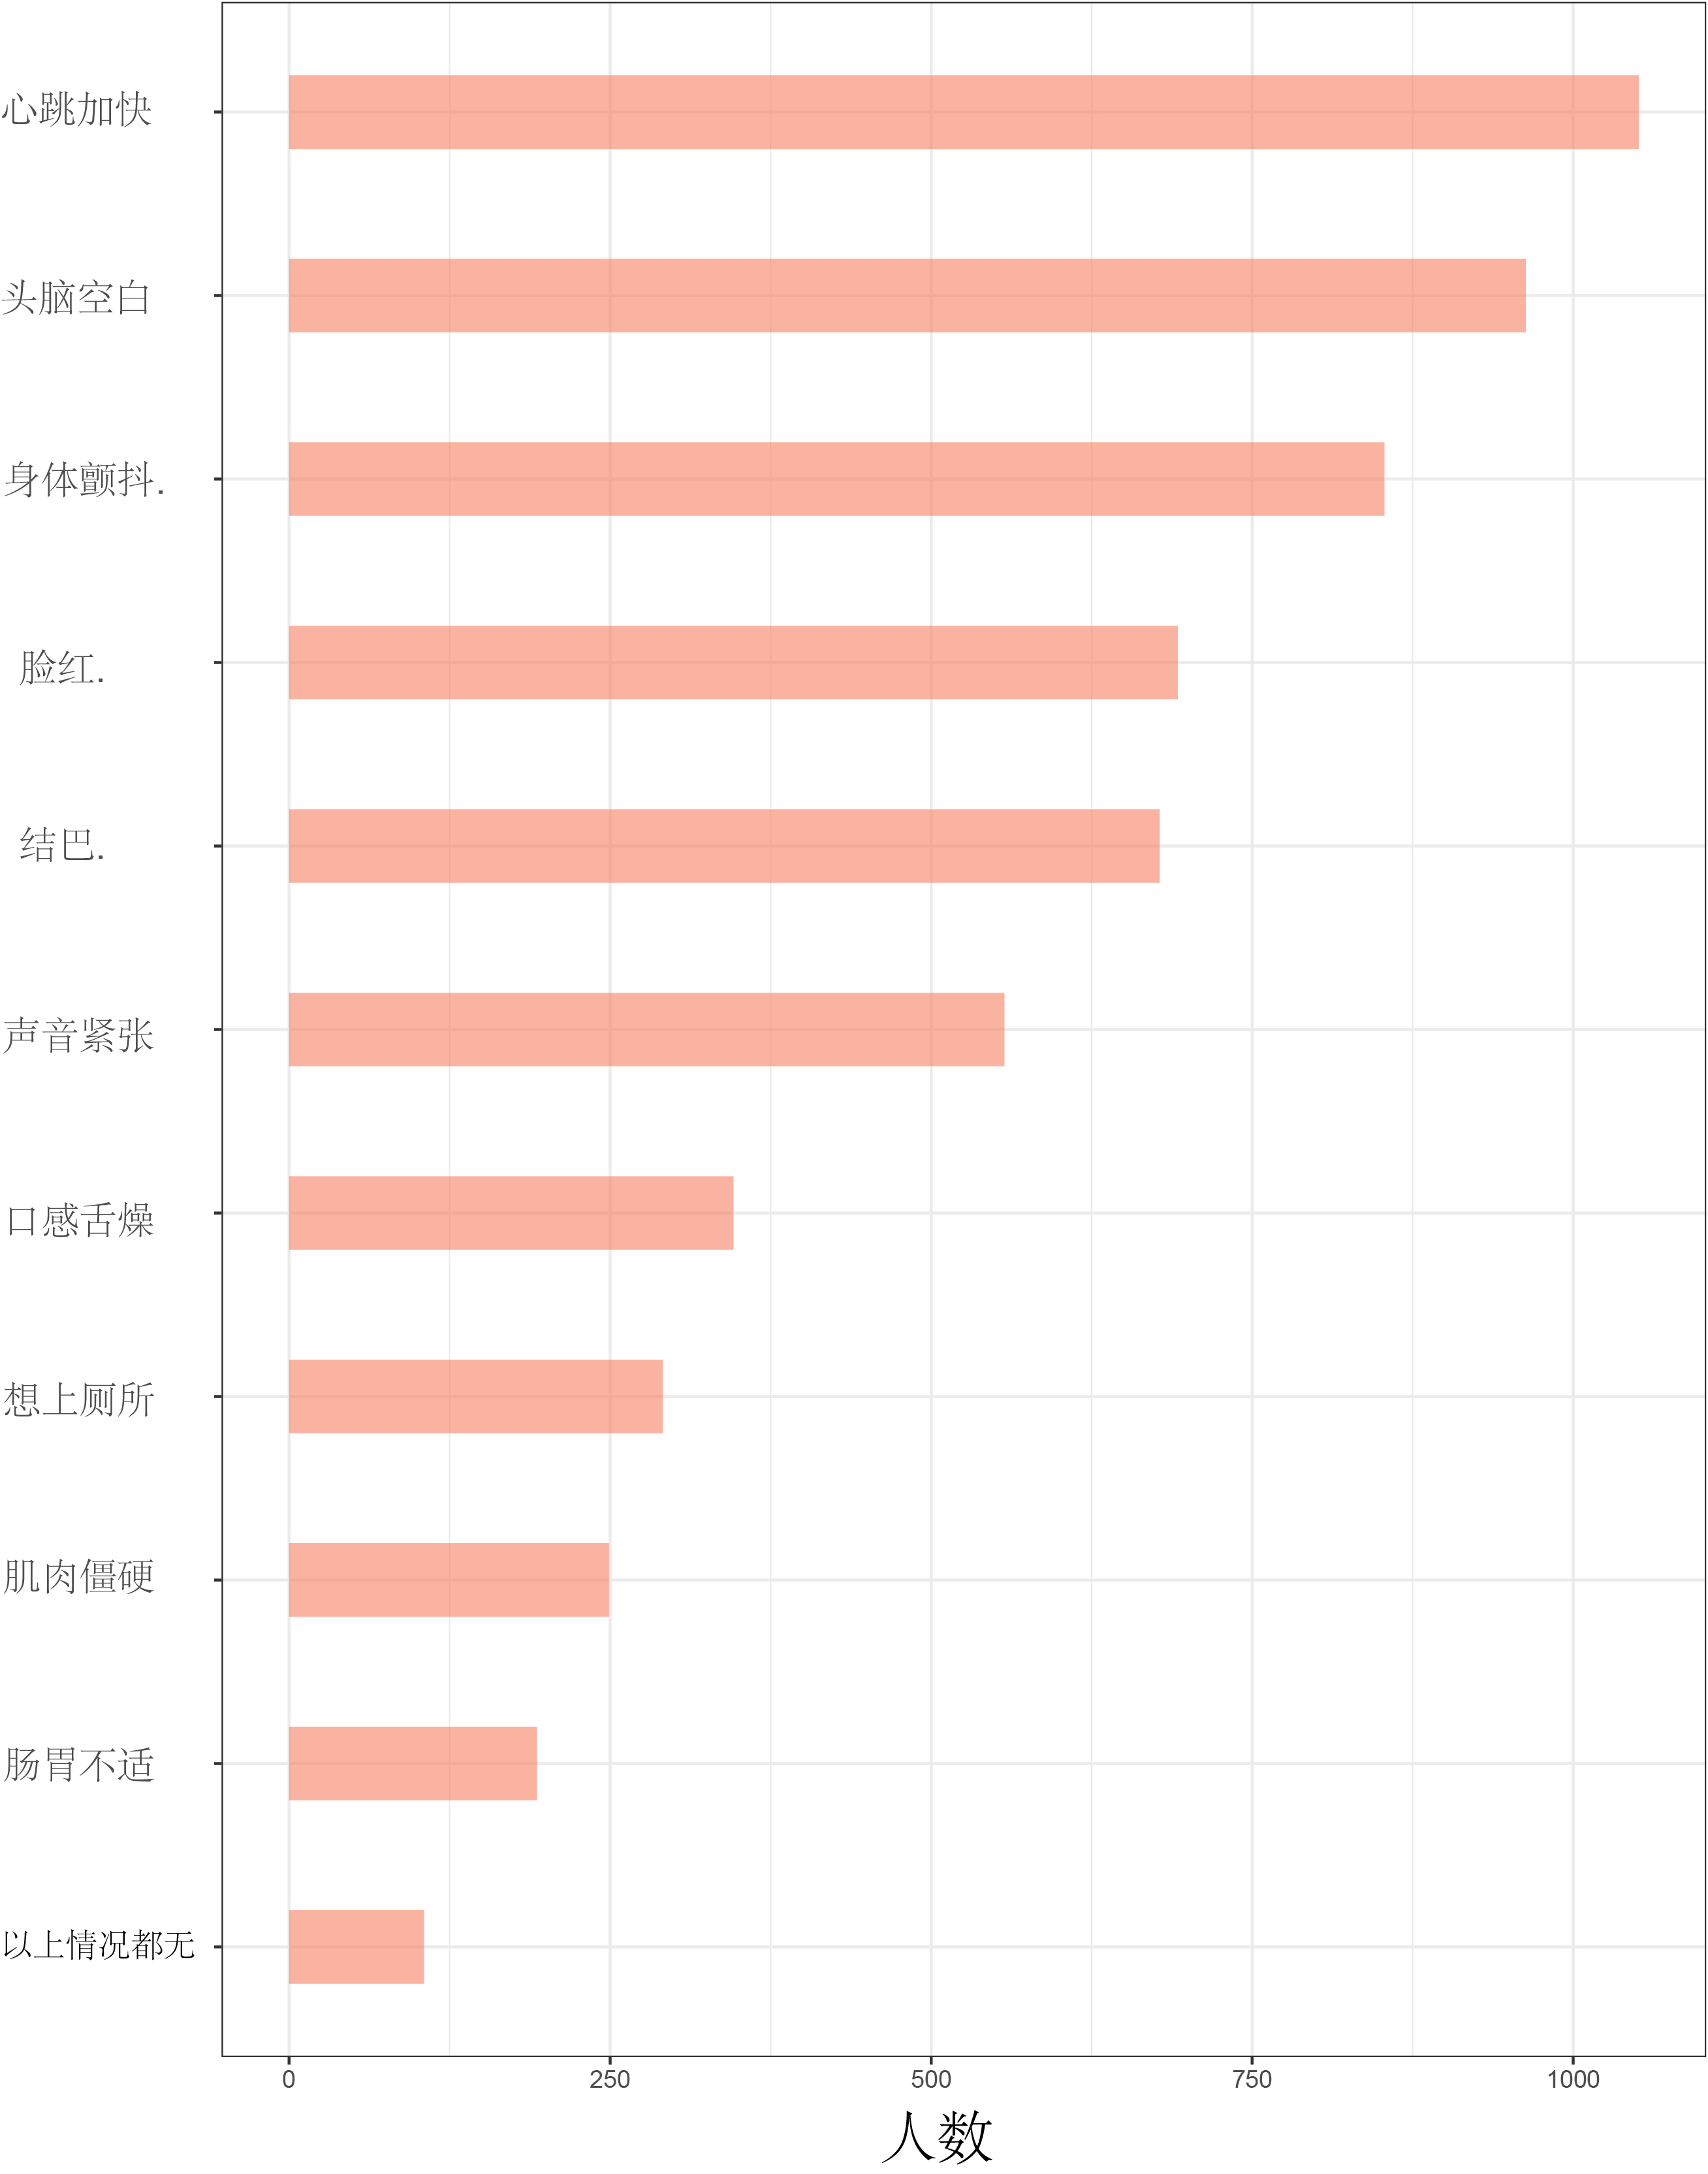 心跳加快
头脑空白
身体颤抖.
脸红.
结巴.
声音紧张
口感舌燥
想上厕所
肌肉僵硬
肠胃不适
以上情况都无
0 250 500 750 1000
人数